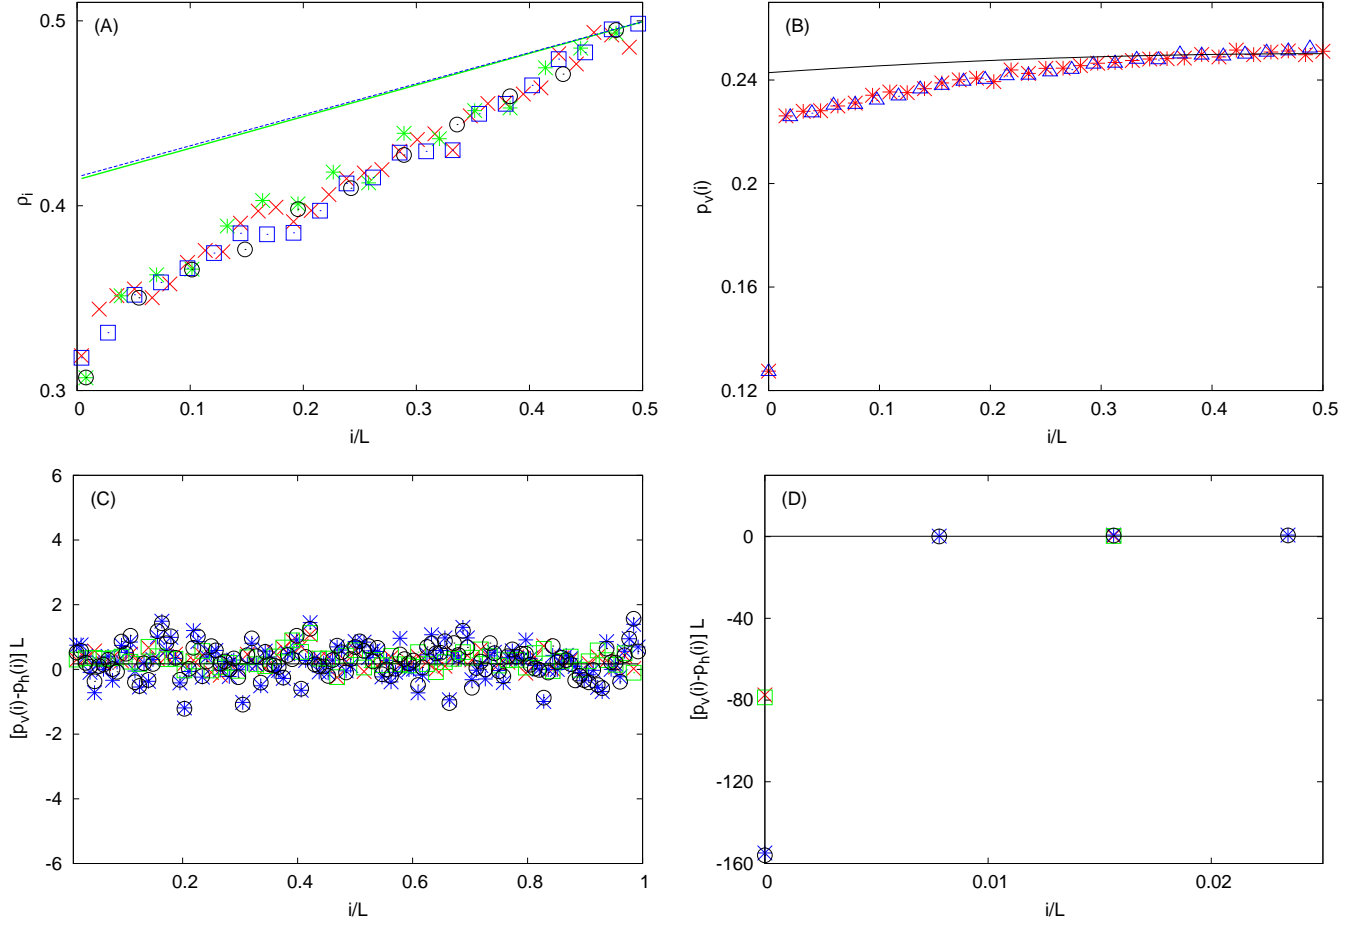 (A)
0.5
0.4
0.3
ρi
0 0.1 0.2 0.3 0.4 0.5
i/L
(B)
0.24
0.2
0.16
0.12
pV(i)
0 0.1 0.2 0.3 0.4 0.5
i/L
(C)
6
4
2
0
-2
-4
-6
[pV(i)-ph(i)] L
0.2 0.4 0.6 0.8 1
i/L
(D)
0
-40
-80
-120
-160
[pV(i)-ph(i)] L
0 0.01 0.02
i/L